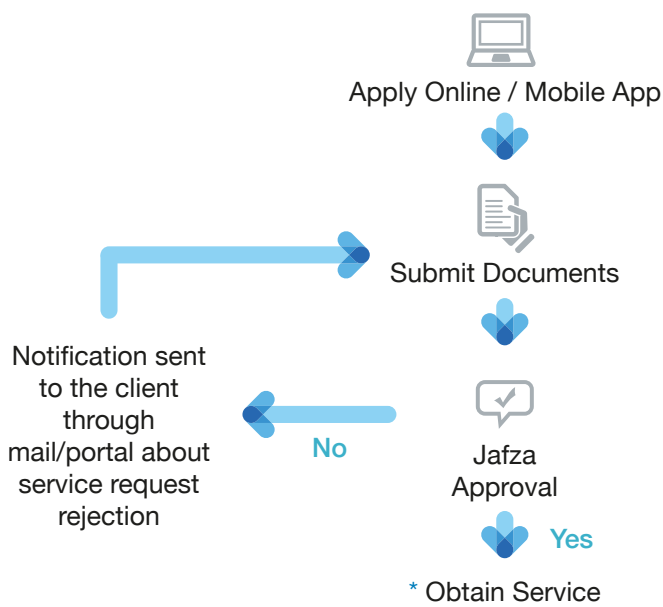 Apply Online / Mobile App
Submit Documents
Notification sent
to the client
through
mail/portal about
service request
rejection
No
Jafza
Approval
Yes
* Obtain Service